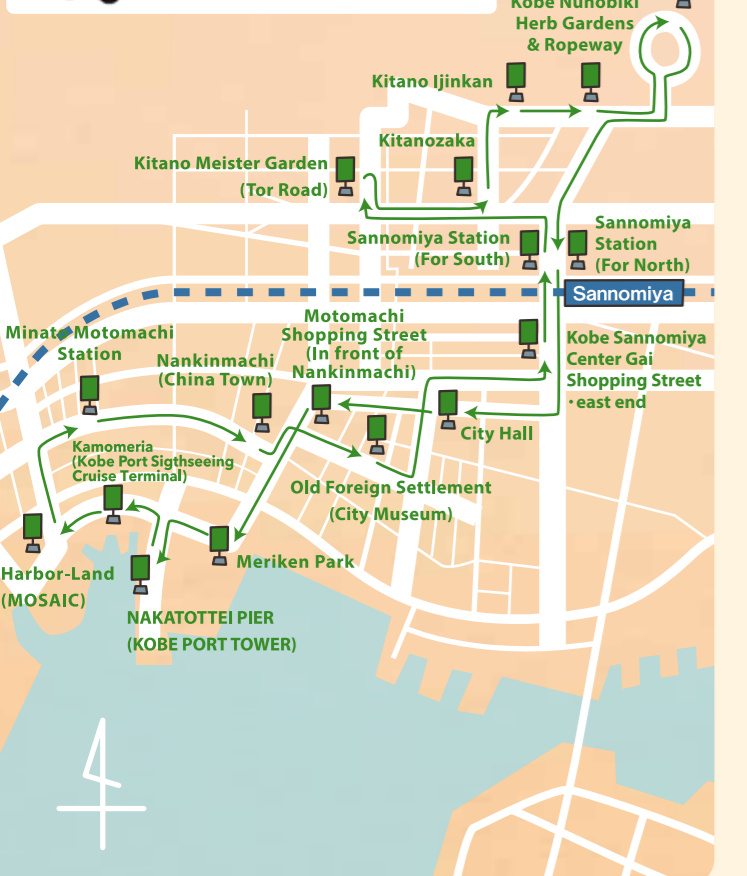 Kobe Nunobiki
Herb Gardens
& Ropeway
Kitano Ijinkan
Kitanozaka
Kitano Meister Garden
(Tor Road)
Sannomiya Station
(For South)
Sannomiya
Station
(For North)
Sannomiya
Motomachi
Shopping Street
(In front of
Nankinmachi)
Minato Motomachi
Station
Nankinmachi
(China Town)
Kobe Sannomiya
Center Gai
Shopping Street
・east end
City Hall
Kamomeria
(Kobe Port Sigthseeing
Cruise Terminal)
Old Foreign Settlement
(City Museum)
Meriken Park
Harbor-Land
(MOSAIC)
NAKATOTTEI PIER
(KOBE PORT TOWER)